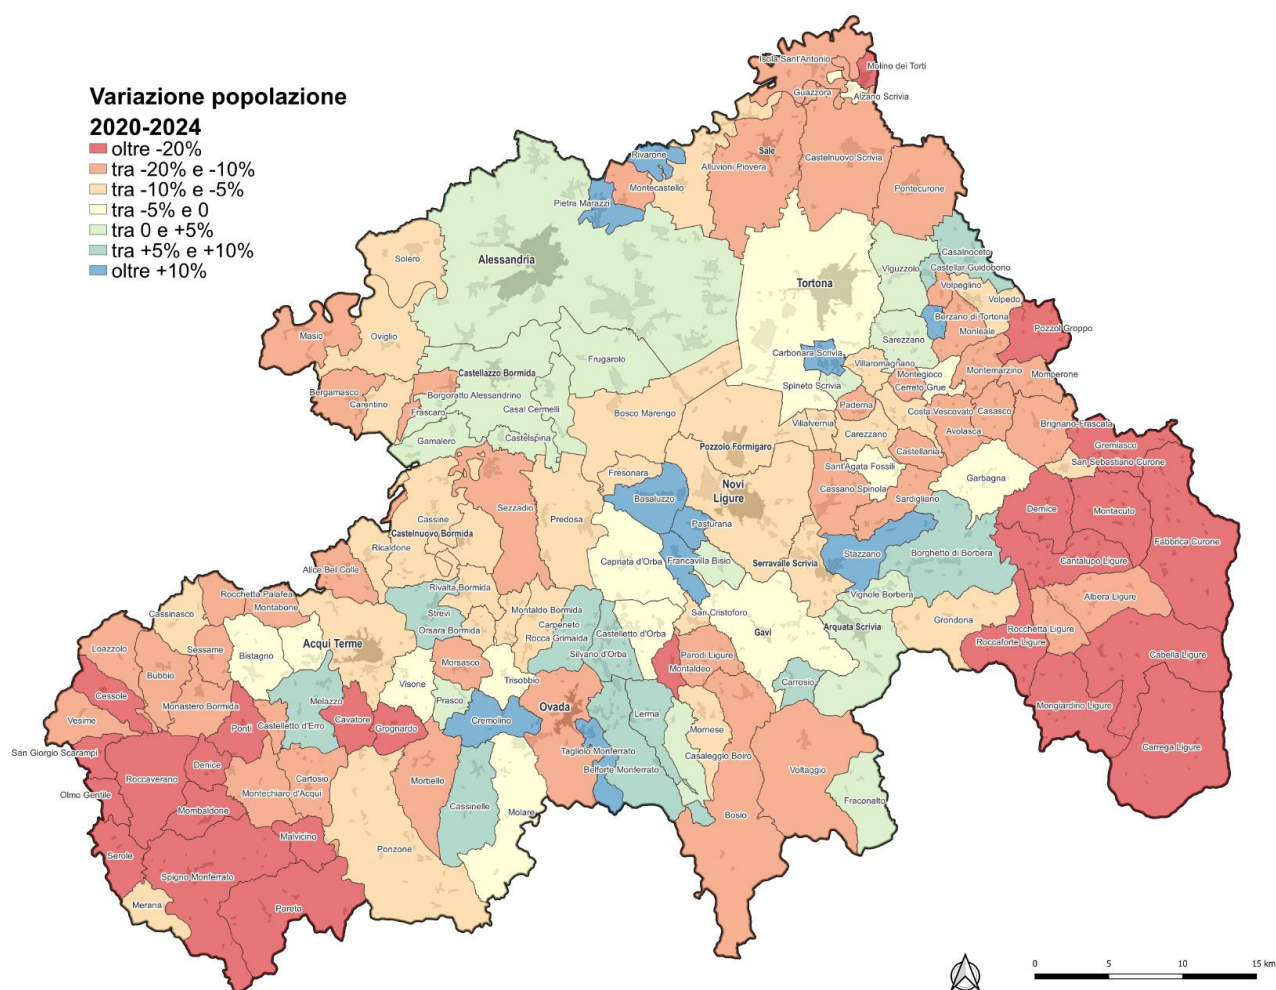 Variazione popolazione
2020-2024
oltre -20%
tra -20% e -10%
tra -10% e -5%
tra -5% e 0
tra 0 e +5%
tra +5% e +10%
oltre +10%
Isola Sant'Antonio
Molino dei Torti
Guazzora
Alzano Scrivia
Rivarone
Sale
Alluvioni Piovera
Castelnuovo Scrivia
Montecastello
Pontecurone
Pietra Marazzi
Solero
Alessandria
Casalnoceto
Viguzzolo
Castellar Guidobono
Tortona
Volpeglino
Volpedo
Berzano di Tortona
Masio
Oviglio
Monleale
Pozzol Groppo
Sarezzano
Carbonara Scrivia
Frugarolo
Villaromagnano
Castellazzo Bormida
Montegioco
Montemarzino
Momperone
Spineto Scrivia
Cerreto Grue
Bergamasco
Borgoratto Alessandrino
Carentino
Paderna
Frascaro
Casal Cermelli
Bosco Marengo
Costa Vescovato
Casasco
Villalvernia
Brignano-Frascata
Avolasca
Carezzano
Gamalero
Castelspina
Pozzolo Formigaro
Gremiasco
Castellania
San Sebastiano Curone
Fresonara
Sant'Agata Fossili
Garbagna
Novi
Ligure
Cassano Spinola
Basaluzzo
Sardigliano
Sezzadio
Dernice
Montacuto
Cassine
Predosa
Pasturana
Castelnuovo Bormida
Fabbrica Curone
Ricaldone
Stazzano
Borghetto di Borbera
Capriata d'Orba
Francavilla Bisio
Serravalle Scrivia
Cantalupo Ligure
Alice Bel Colle
Rivalta Bormida
Rocchetta Palafea
Vignole Borbera
Albera Ligure
Montabone
Cassinasco
Strevi
Montaldo Bormida
San Cristoforo
Grondona
Carpeneto
Orsara Bormida
Arquata Scrivia
Rocchetta Ligure
Rocca Grimalda
Castelletto d'Orba
Gavi
Roccaforte Ligure
Acqui Terme
Loazzolo
Sessame
Bistagno
Silvano d'Orba
Parodi Ligure
Cabella Ligure
Morsasco
Montaldeo
Bubbio
Trisobbio
Visone
Carrosio
Cessole
Melazzo
Prasco
Monastero Bormida
Mongiardino Ligure
Ovada
Lerma
Vesime
Cavatore
Cremolino
Castelletto d'Erro
Ponti
Grognardo
Mornese
Carrega Ligure
San Giorgio Scarampi
Tagliolo Monferrato
Casaleggio Boiro
Denice
Belforte Monferrato
Voltaggio
Roccaverano
Cartosio
Morbello
Olmo Gentile
Montechiaro d'Acqui
Fraconalto
Cassinelle
Mombaldone
Molare
Bosio
Malvicino
Ponzone
Serole
Spigno Monferrato
Merana
Pareto
0 5 10 15 km